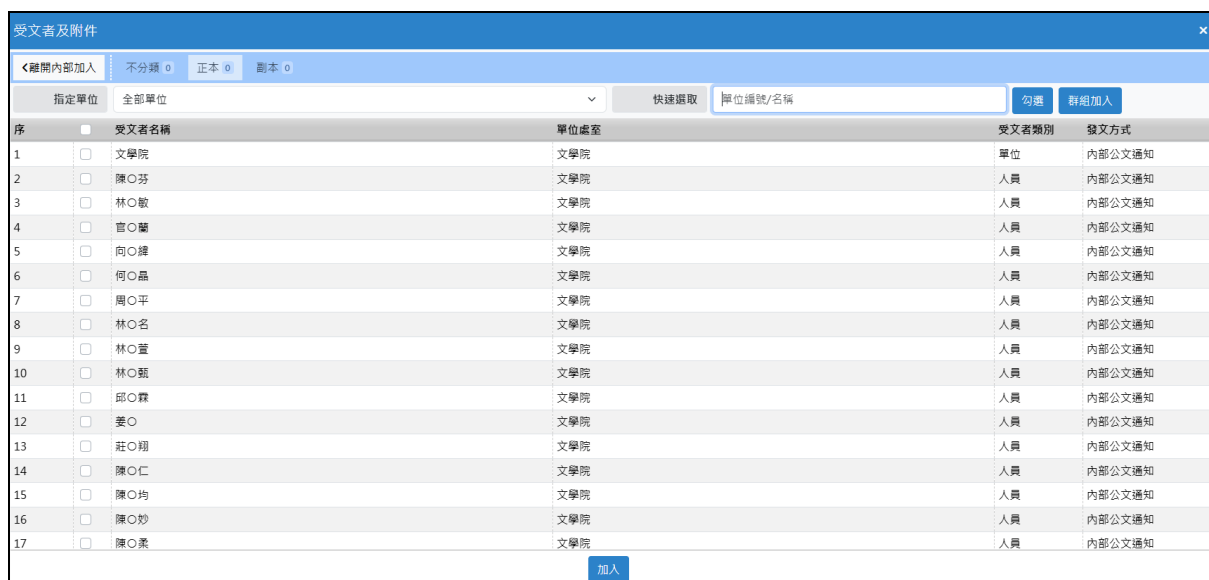 受文者及附件 ×
<離開內部加入 不分類 0 正本 0 副本 0
指定單位 全部單位 快速選取 單位編號/名稱 勾選 群組加入
序 受文者名稱 單位處室 受文者類別 發文方式
1 文學院 文學院 單位 內部公文通知
2 陳○芬 文學院 人員 內部公文通知
3 林○敏 文學院 人員 內部公文通知
4 官○蘭 文學院 人員 內部公文通知
5 向○緯 文學院 人員 內部公文通知
6 何○晶 文學院 人員 內部公文通知
7 周○平 文學院 人員 內部公文通知
8 林○名 文學院 人員 內部公文通知
9 林○萱 文學院 人員 內部公文通知
10 林○甄 文學院 人員 內部公文通知
11 邱○霖 文學院 人員 內部公文通知
12 姜○ 文學院 人員 內部公文通知
13 莊○翔 文學院 人員 內部公文通知
14 陳○仁 文學院 人員 內部公文通知
15 陳○均 文學院 人員 內部公文通知
16 陳○妙 文學院 人員 內部公文通知
17 陳○柔 文學院 人員 內部公文通知
加入